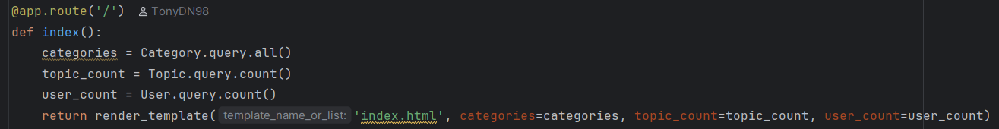 @app.route('/') TonyDN98
def index():
    categories = Category.query.all()
    topic_count = Topic.query.count()
    user_count = User.query.count()
    return render_template( template_name_or_list: 'index.html', categories=categories, topic_count=topic_count, user_count=user_count)